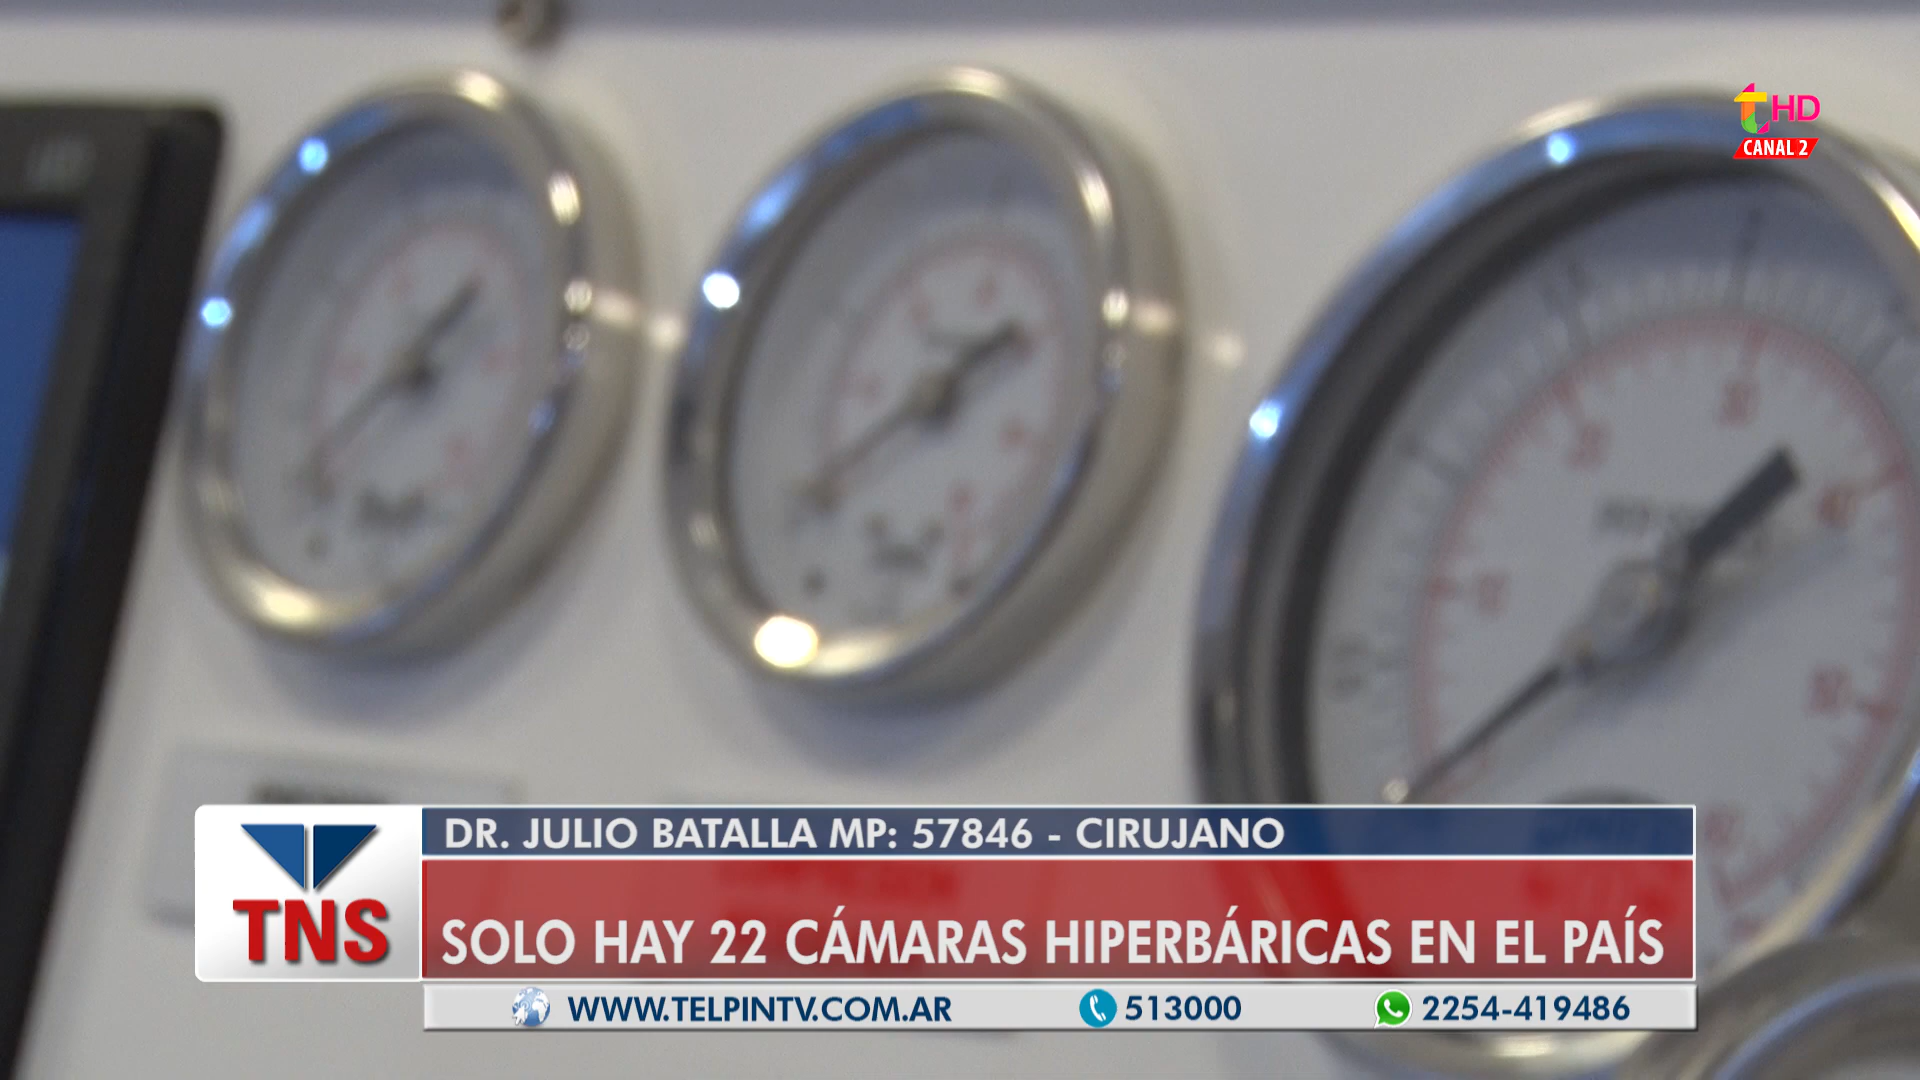 HD
CANAL 2
DR. JULIO BATALLA MP: 57846 - CIRUJANO
TNS
SOLO HAY 22 CÁMARAS HIPERBÁRICAS EN EL PAÍS
WWW.TELPINTV.COM.AR 513000 2254-419486